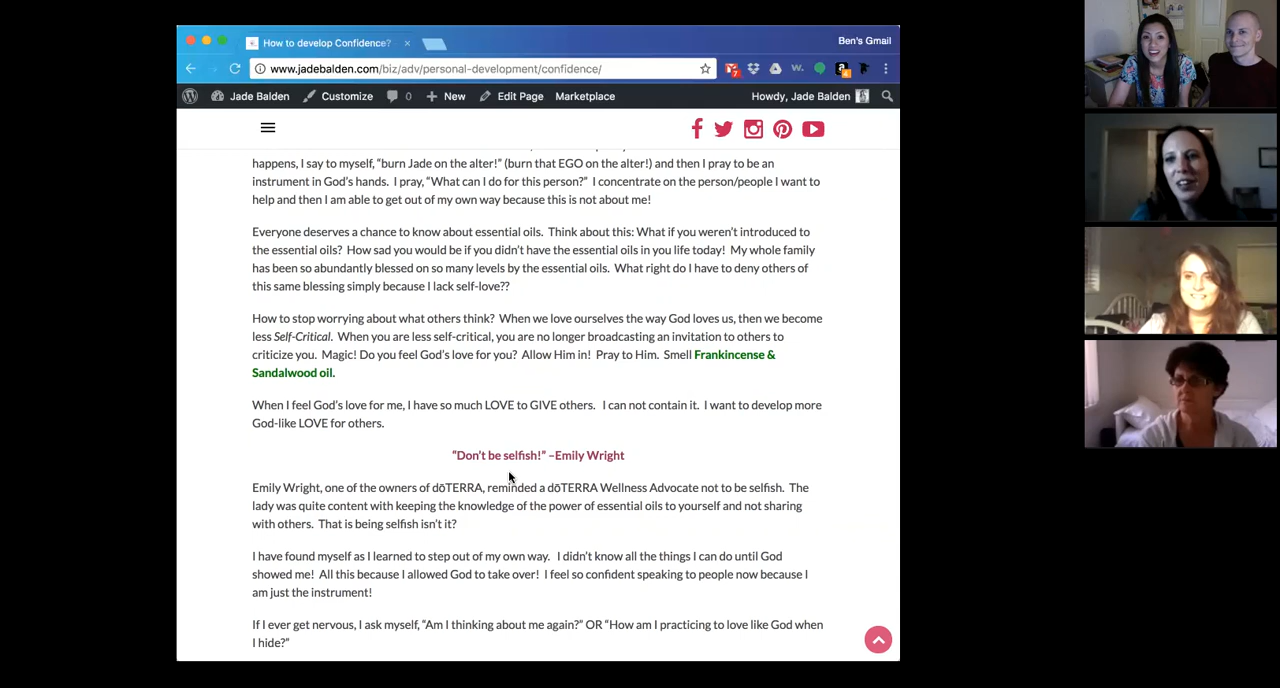 How to develop Confidence?
Ben's Gmail
www.jadebalden.com/biz/adv/personal-development/confidence/
Jade Balden Customize 0 New Edit Page Marketplace Howdy, Jade Balden
happens, I say to myself, “burn Jade on the alter!” (burn that EGO on the alter!) and then I pray to be an
instrument in God’s hands. I pray, “What can I do for this person?” I concentrate on the person/people I want to
help and then I am able to get out of my own way because this is not about me!
Everyone deserves a chance to know about essential oils. Think about this: What if you weren’t introduced to
the essential oils? How sad you would be if you didn’t have the essential oils in you life today! My whole family
has been so abundantly blessed on so many levels by the essential oils. What right do I have to deny others of
this same blessing simply because I lack self-love??
How to stop worrying about what others think? When we love ourselves the way God loves us, then we become
less Self-Critical. When you are less self-critical, you are no longer broadcasting an invitation to others to
criticize you. Magic! Do you feel God’s love for you? Allow Him in! Pray to Him. Smell Frankincense &
Sandalwood oil.
When I feel God’s love for me, I have so much LOVE to GIVE others. I can not contain it. I want to develop more
God-like LOVE for others.
“Don’t be selfish!” –Emily Wright
Emily Wright, one of the owners of dōTERRA, reminded a dōTERRA Wellness Advocate not to be selfish. The
lady was quite content with keeping the knowledge of the power of essential oils to yourself and not sharing
with others. That is being selfish isn’t it?
I have found myself as I learned to step out of my own way. I didn’t know all the things I can do until God
showed me! All this because I allowed God to take over! I feel so confident speaking to people now because I
am just the instrument!
If I ever get nervous, I ask myself, “Am I thinking about me again?” OR “How am I practicing to love like God when
I hide?”